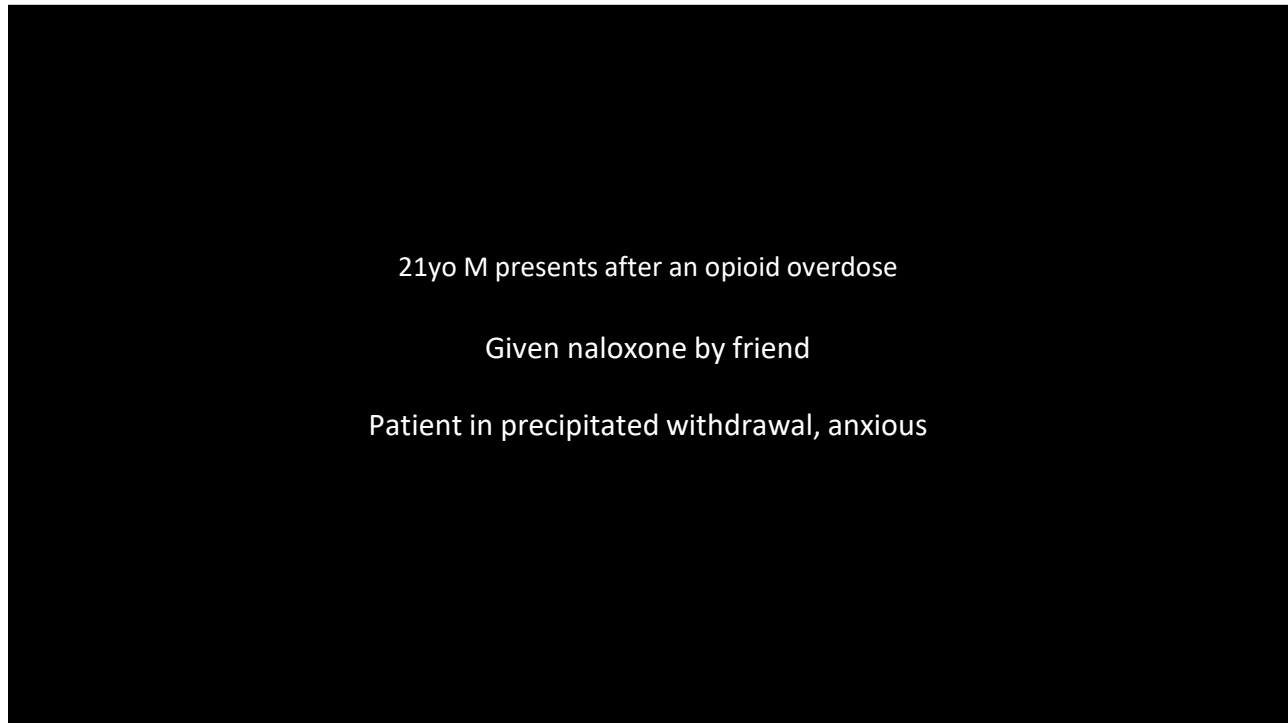 21yo M presents after an opioid overdose
Given naloxone by friend
Patient in precipitated withdrawal, anxious